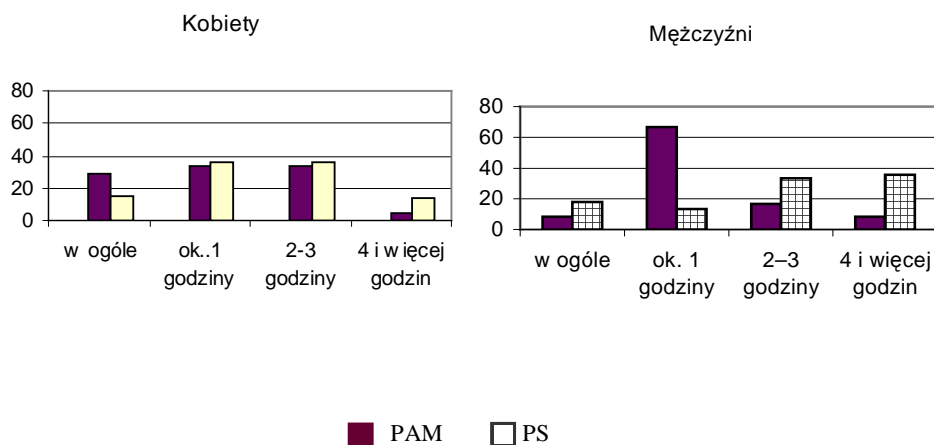 Kobiety
80
60
40
20
0
w ogóle ok..1 2-3 4 i więcej
godziny godziny godzin
Mężczyźni
80
60
40
20
0
w ogóle ok. 1 2–3 4 i więcej
godziny godziny godzin
PAM PS